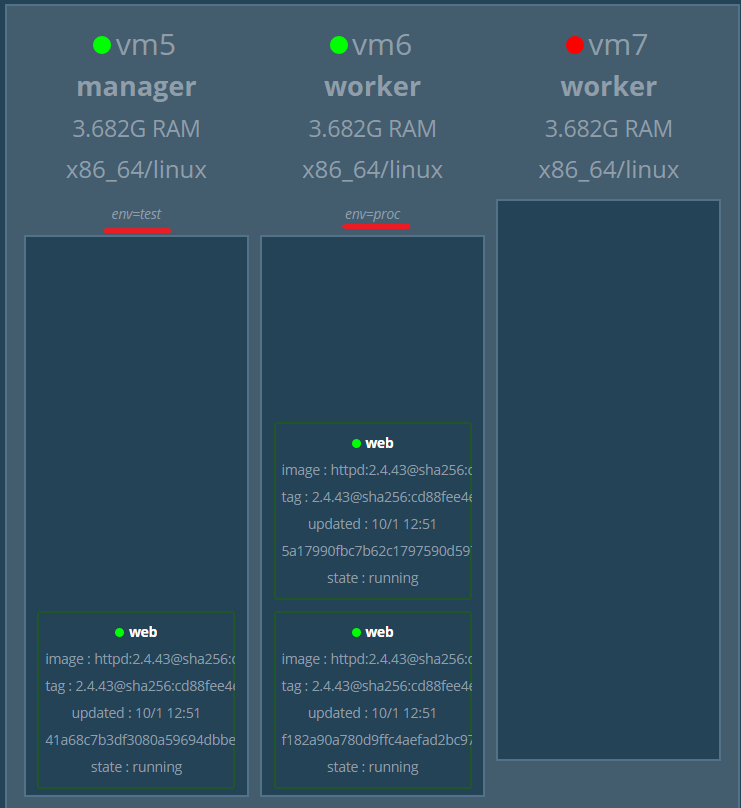 vm5
manager
3.682G RAM
x86_64/linux
env=test
web
image : httpd:2.4.43@sha256:c
tag : 2.4.43@sha256:cd88fee4
updated : 10/1 12:51
41a68c7b3df3080a59694dbbe
state : running
vm6
worker
3.682G RAM
x86_64/linux
env=proc
web
image : httpd:2.4.43@sha256:c
tag : 2.4.43@sha256:cd88fee4
updated : 10/1 12:51
5a17990fbc7b62c1797590d59
state : running
web
image : httpd:2.4.43@sha256:c
tag : 2.4.43@sha256:cd88fee4
updated : 10/1 12:51
f182a90a780d9ffc4aefad2bc97
state : running
vm7
worker
3.682G RAM
x86_64/linux